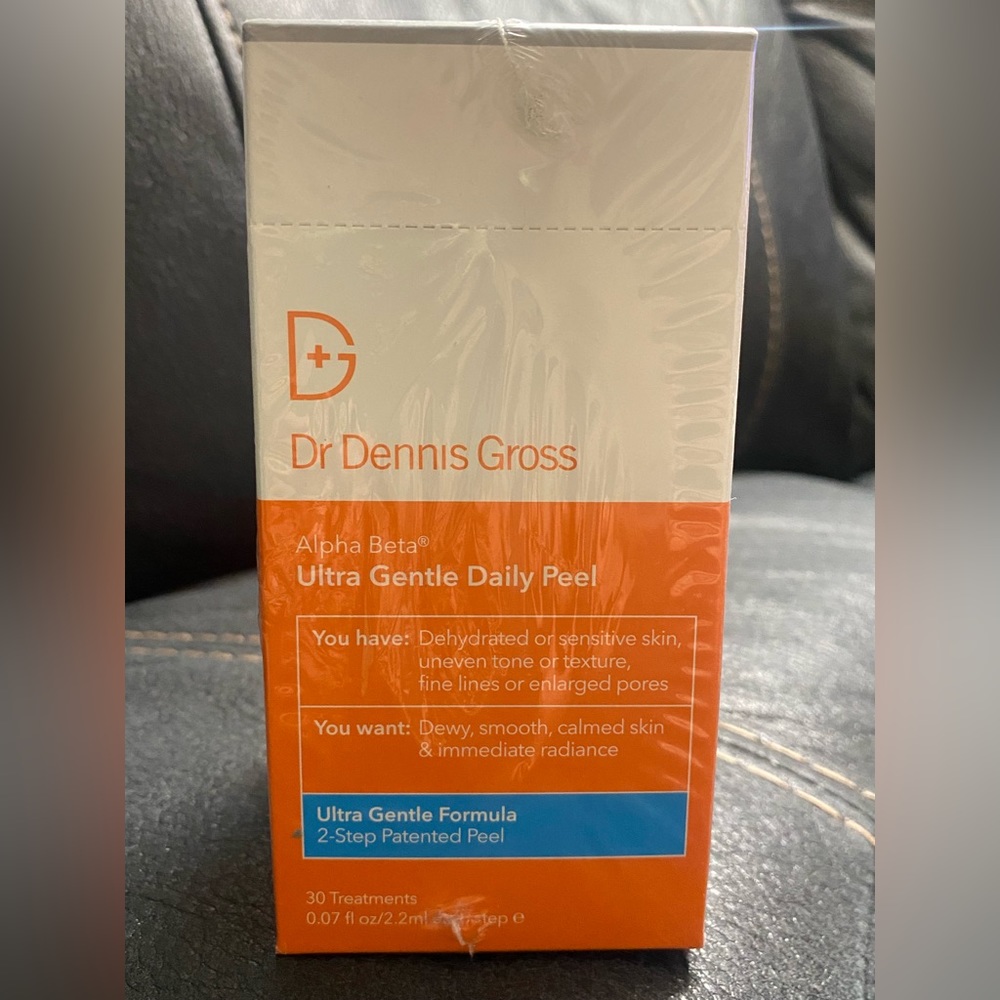 DG
Dr Dennis Gross
Alpha Beta®
Ultra Gentle Daily Peel
You have: Dehydrated or sensitive skin,
uneven tone or texture,
fine lines or enlarged pores
You want: Dewy, smooth, calmed skin
& immediate radiance
Ultra Gentle Formula
2-Step Patented Peel
30 Treatments
0.07 fl oz/2.2ml step ℮